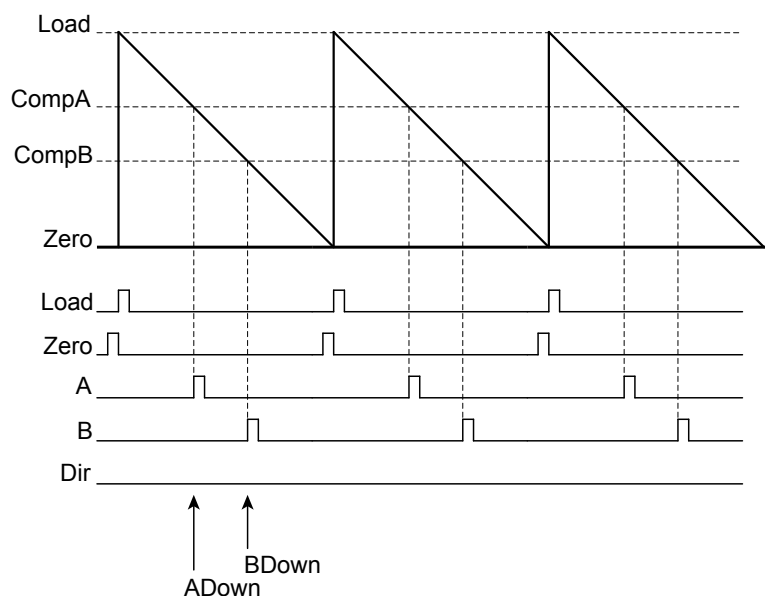 Load
CompA
CompB
Zero
Load
Zero
A
B
Dir
BDown
ADown